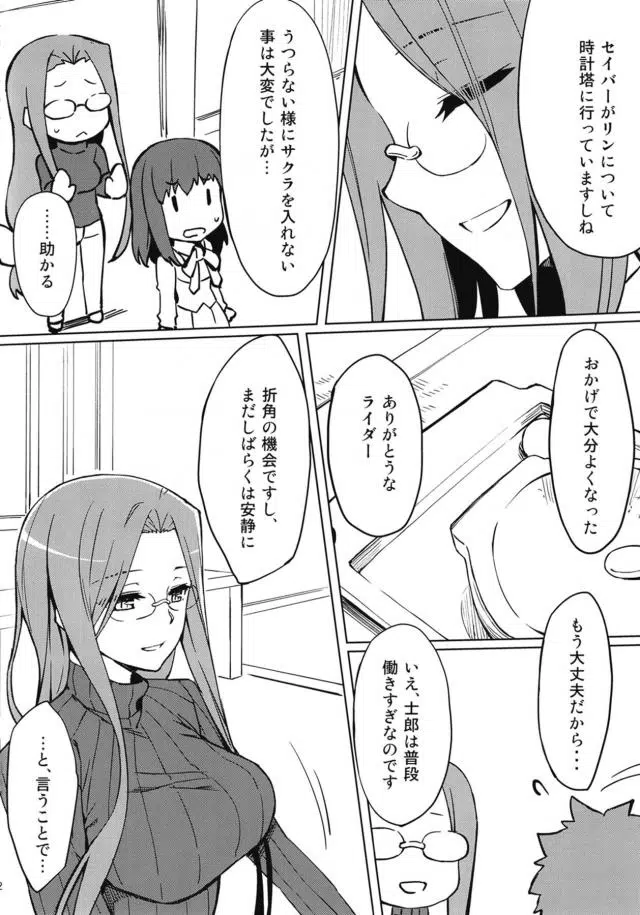 セイバーがリンについて
時計塔に行っていますしね
うつらない様にサクラを入れない
事は大変でしたが…
……助かる
おかげで大分よくなった
ありがとうな
ライダー
折角の機会ですし、
まだしばらくは安静に
もう大丈夫だから・・・
いえ、士郎は普段
働きすぎなのです
…と、言うことで…
2